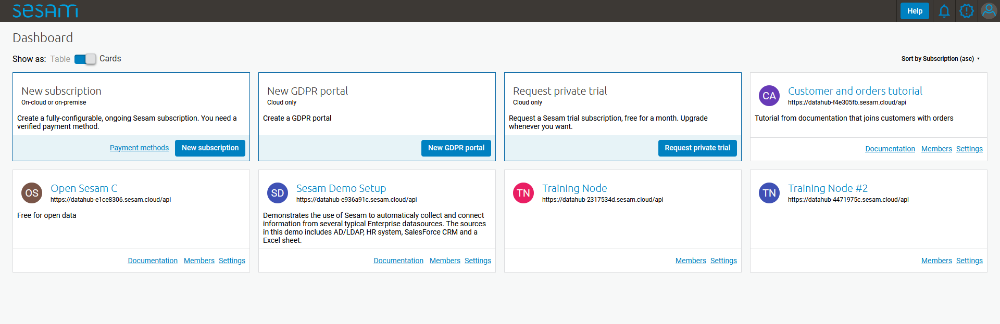 sesam
Help
Dashboard
Show as: Table Cards
Sort by Subscription (asc)
New subscription
On-cloud or on-premise
Create a fully-configurable, ongoing Sesam subscription. You need a
verified payment method.
Payment methods New subscription
New GDPR portal
Cloud only
Create a GDPR portal
New GDPR portal
Request private trial
Cloud only
Request a Sesam trial subscription, free for a month. Upgrade
whenever you want.
Request private trial
CA
Customer and orders tutorial
https://datahub-f4e305fb.sesam.cloud/api
Tutorial from documentation that joins customers with orders
Documentation Members Settings
OS
Open Sesam C
https://datahub-e1ce8306.sesam.cloud/api
Free for open data
Documentation Members Settings
SD
Sesam Demo Setup
https://datahub-e936a91c.sesam.cloud/api
Demonstrates the use of Sesam to automaticaly collect and connect
information from several typical Enterprise datasources. The sources
in this demo includes AD/LDAP, HR system, SalesForce CRM and a
Excel sheet.
Documentation Members Settings
TN
Training Node
https://datahub-2317534d.sesam.cloud/api
Members Settings
TN
Training Node #2
https://datahub-4471975c.sesam.cloud/api
Members Settings